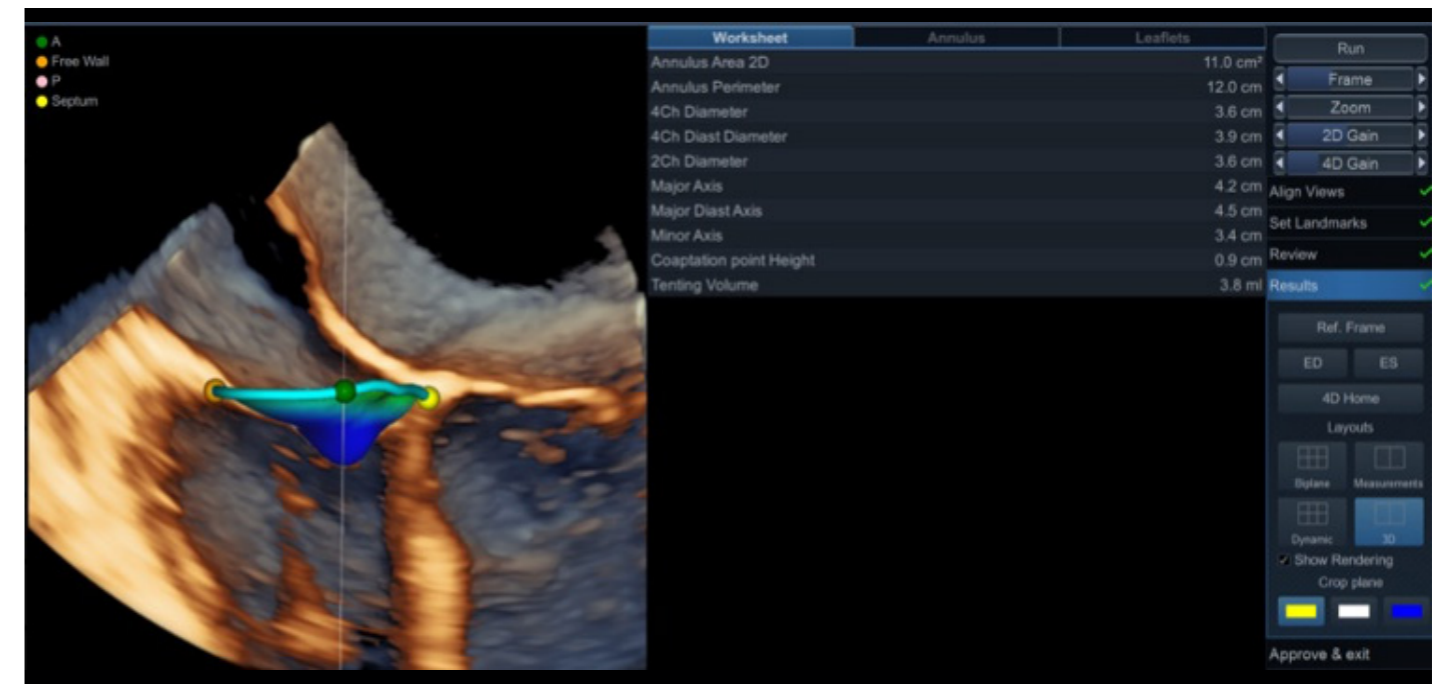 A
Free Wall
P
Septum
Worksheet Annulus Leaflets
Annulus Area 2D 11.0 cm²
Annulus Perimeter 12.0 cm
4Ch Diameter 3.6 cm
4Ch Diast Diameter 3.9 cm
2Ch Diameter 3.6 cm
Major Axis 4.2 cm
Major Diast Axis 4.5 cm
Minor Axis 3.4 cm
Coaptation point Height 0.9 cm
Tenting Volume 3.8 ml
Run
Frame
Zoom
2D Gain
4D Gain
Align Views
Set Landmarks
Review
Results
Ref. Frame
ED ES
4D Home
Layouts
Biplane Measurements
Dynamic 3D
Show Rendering
Crop plane
Approve & exit